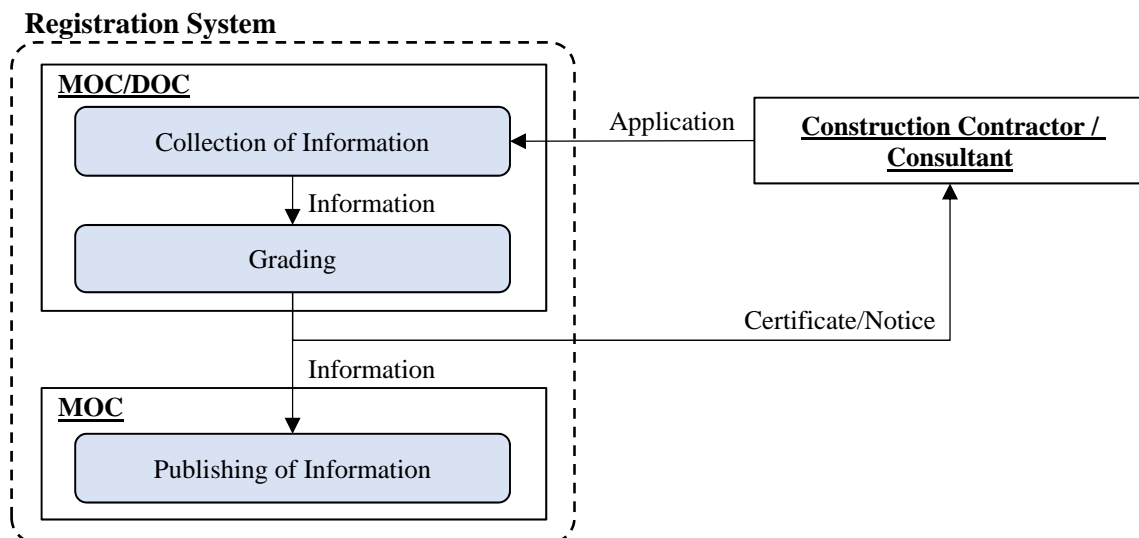 Registration System
MOC/DOC
Collection of Information
Application
Construction Contractor /
Consultant
Information
Grading
Certificate/Notice
Information
MOC
Publishing of Information